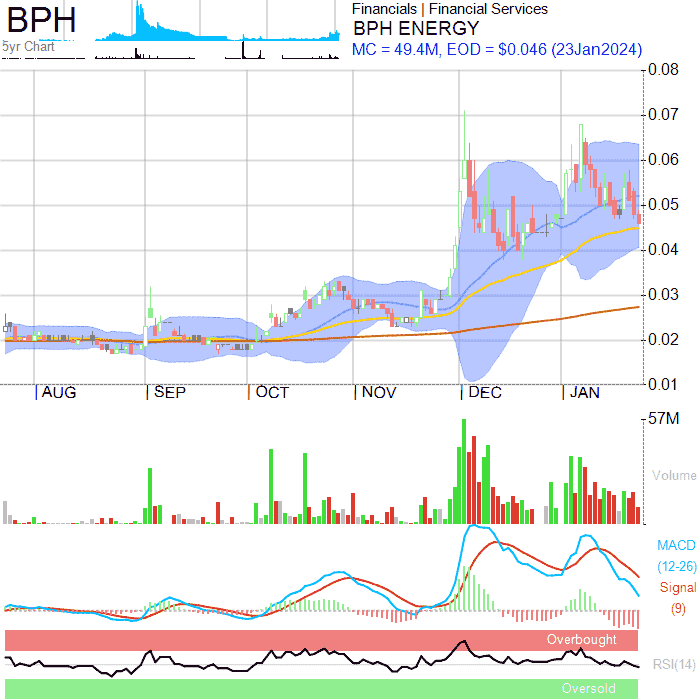 BPH
5yr Chart
Financials | Financial Services
BPH ENERGY
MC = 49.4M, EOD = $0.046 (23Jan2024)
0.08
0.07
0.06
0.05
0.04
0.03
0.02
0.01
AUG SEP OCT NOV DEC JAN
57M
Volume
MACD
(12-26)
Signal
(9)
Overbought
RSI(14)
Oversold